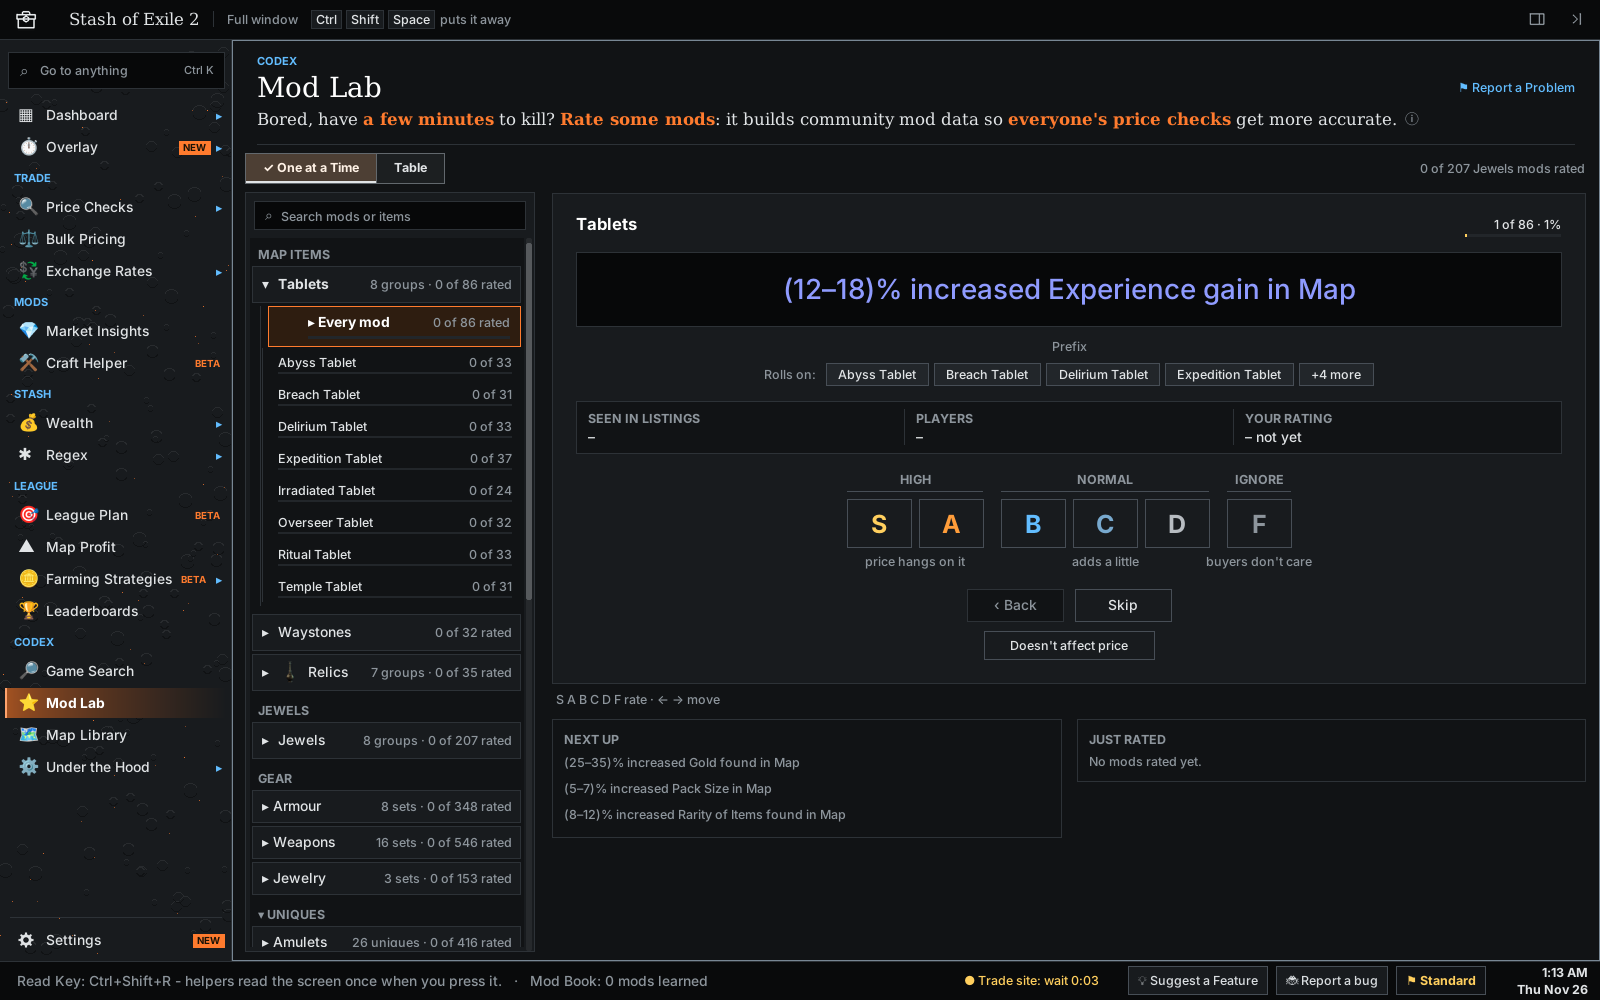 Stash of Exile 2
Full window Ctrl Shift Space puts it away
Go to anything Ctrl K
Dashboard
Overlay NEW
TRADE
Price Checks
Bulk Pricing
Exchange Rates
MODS
Market Insights
Craft Helper BETA
STASH
Wealth
Regex
LEAGUE
League Plan BETA
Map Profit
Farming Strategies BETA
Leaderboards
CODEX
Game Search
Mod Lab
Map Library
Under the Hood
Settings NEW
CODEX
Mod Lab
Report a Problem
Bored, have a few minutes to kill? Rate some mods: it builds community mod data so everyone's price checks get more accurate.
✓ One at a Time Table
0 of 207 Jewels mods rated
Search mods or items
MAP ITEMS
Tablets 8 groups · 0 of 86 rated
Every mod 0 of 86 rated
Abyss Tablet 0 of 33
Breach Tablet 0 of 31
Delirium Tablet 0 of 33
Expedition Tablet 0 of 37
Irradiated Tablet 0 of 24
Overseer Tablet 0 of 32
Ritual Tablet 0 of 33
Temple Tablet 0 of 31
Waystones 0 of 32 rated
Relics 7 groups · 0 of 35 rated
JEWELS
Jewels 8 groups · 0 of 207 rated
GEAR
Armour 8 sets · 0 of 348 rated
Weapons 16 sets · 0 of 546 rated
Jewelry 3 sets · 0 of 153 rated
UNIQUES
Amulets 26 uniques · 0 of 416 rated
Tablets
1 of 86 · 1%
(12–18)% increased Experience gain in Map
Prefix
Rolls on: Abyss Tablet Breach Tablet Delirium Tablet Expedition Tablet +4 more
SEEN IN LISTINGS PLAYERS YOUR RATING
– – – not yet
HIGH NORMAL IGNORE
S A B C D F
price hangs on it adds a little buyers don't care
‹ Back Skip
Doesn't affect price
S A B C D F rate · ← → move
NEXT UP
(25–35)% increased Gold found in Map
(5–7)% increased Pack Size in Map
(8–12)% increased Rarity of Items found in Map
JUST RATED
No mods rated yet.
Read Key: Ctrl+Shift+R - helpers read the screen once when you press it. · Mod Book: 0 mods learned
Trade site: wait 0:03
Suggest a Feature
Report a bug
Standard
1:13 AM
Thu Nov 26